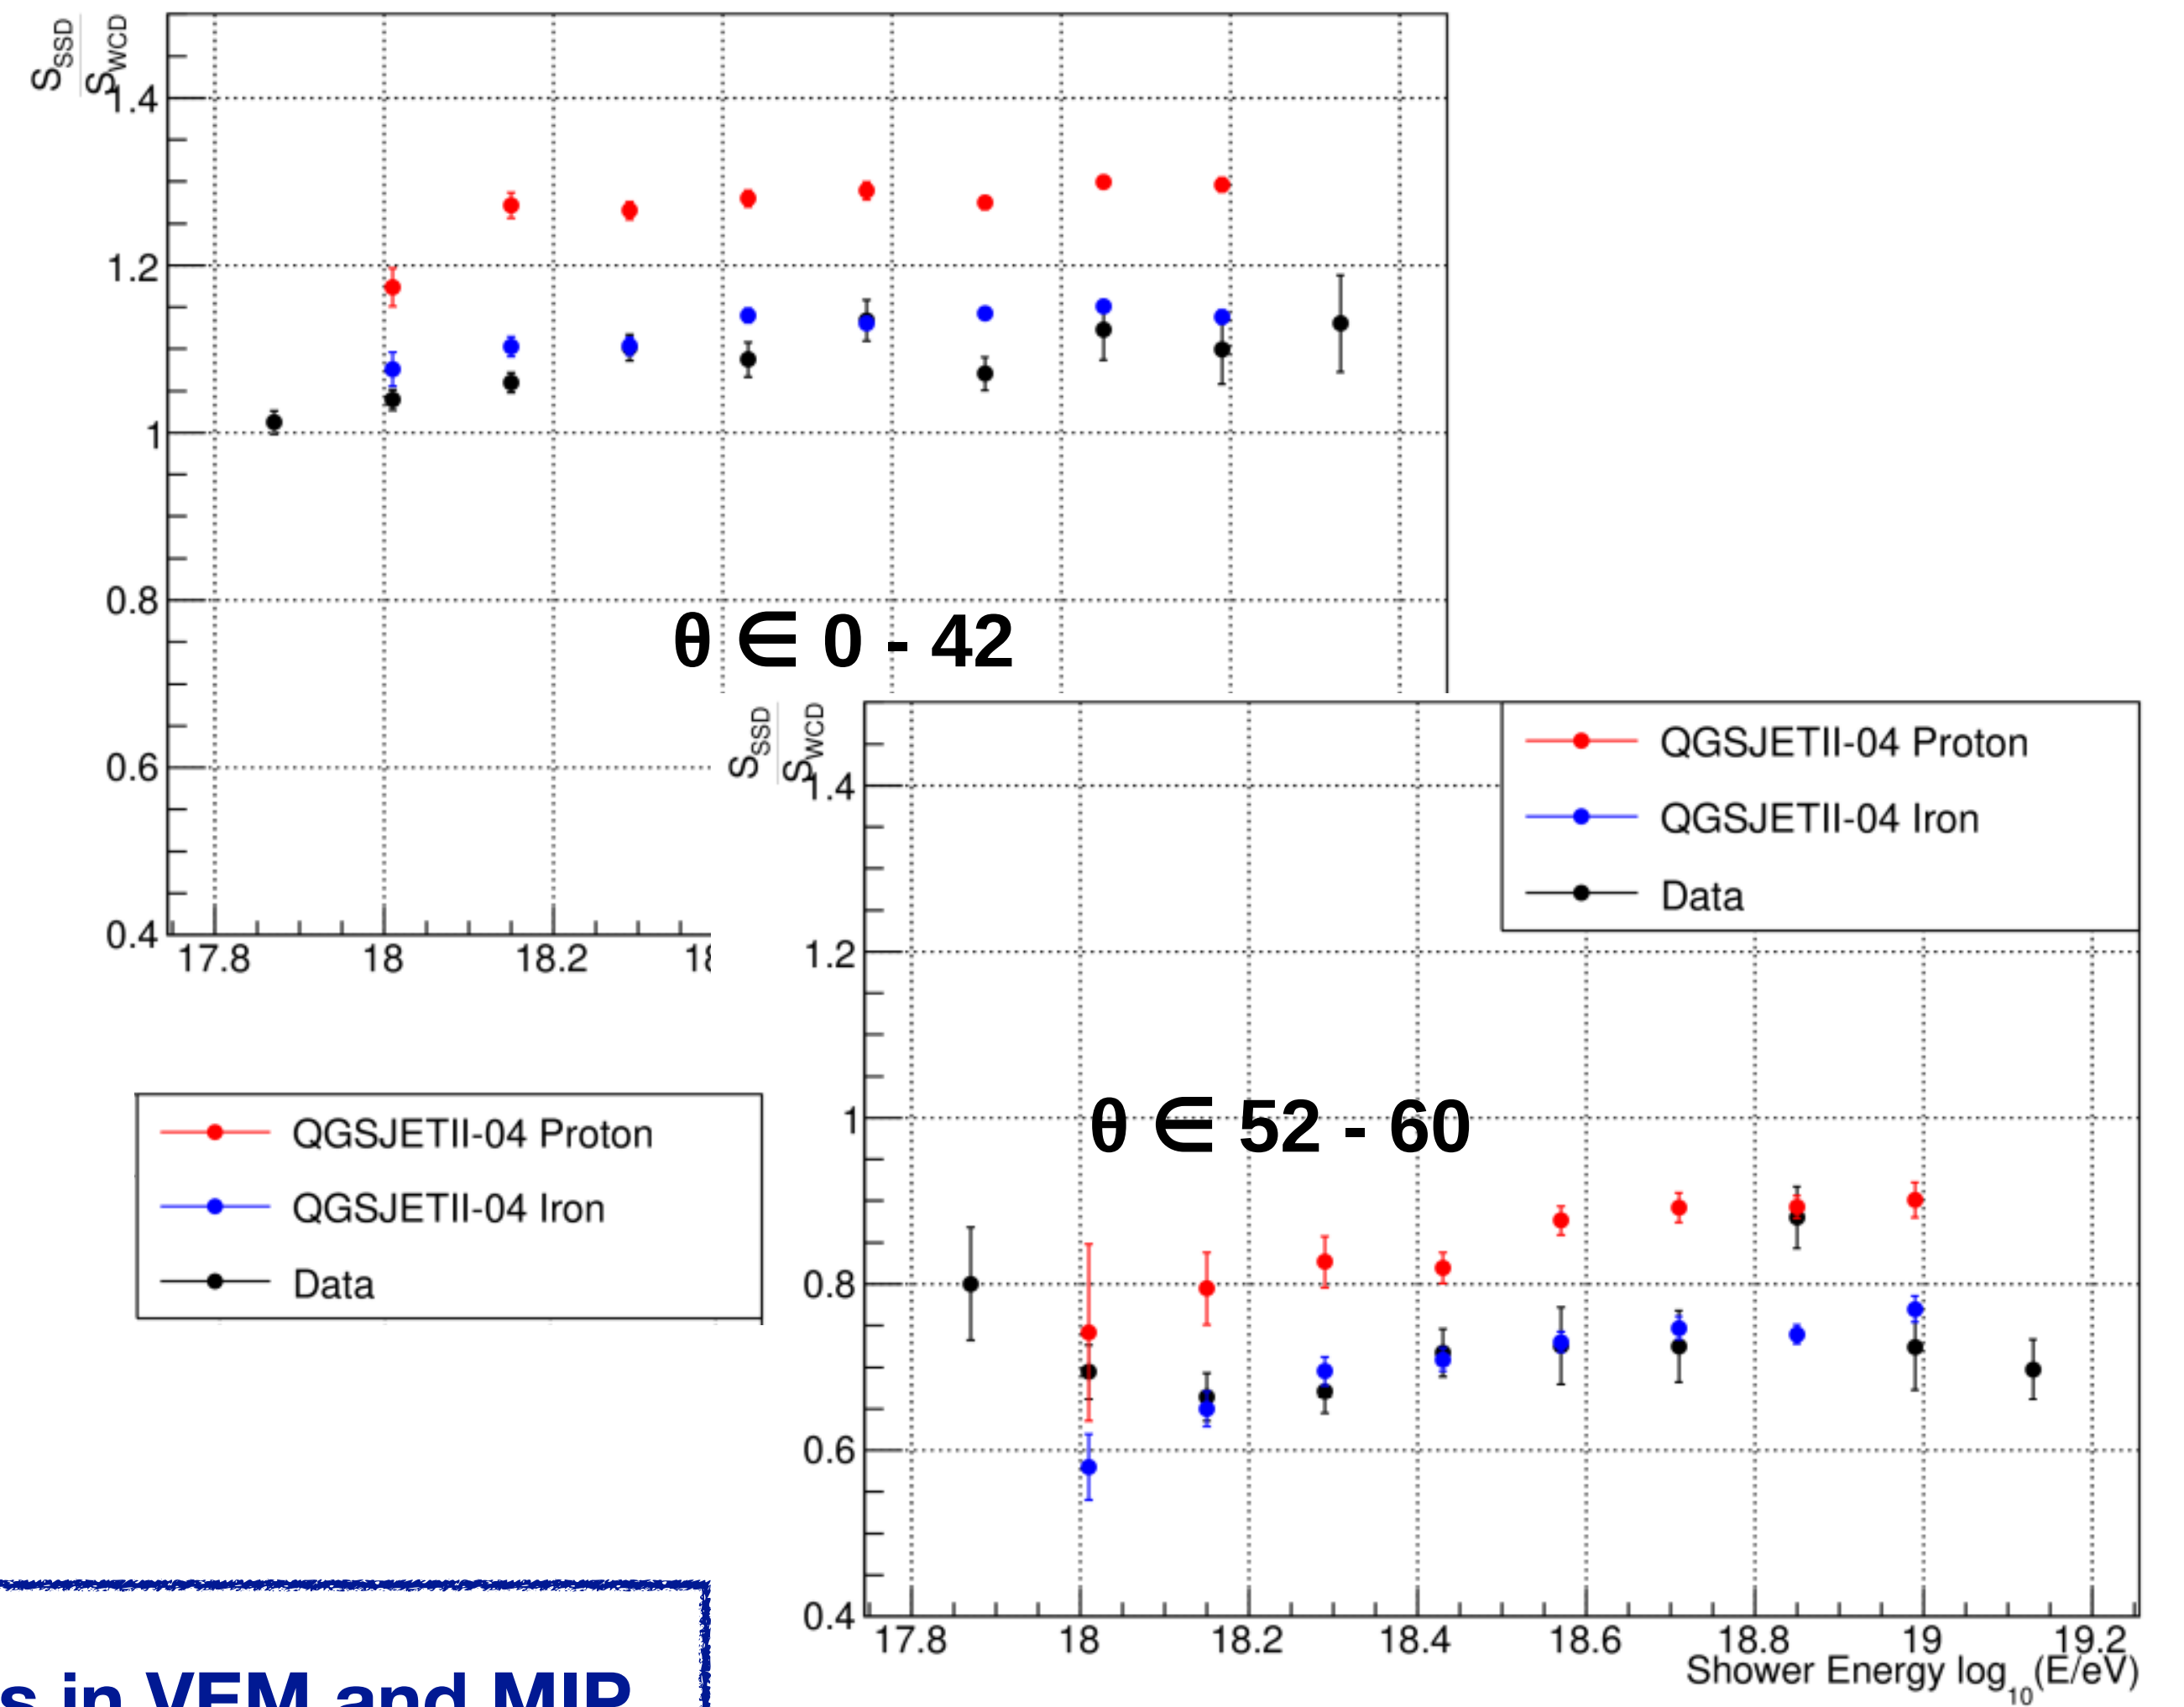 S_SSD
S_WCD
1.4
1.2
1
0.8
0.6
0.4
17.8 18 18.2
θ ∈ 0 - 42
QGSJETII-04 Proton
QGSJETII-04 Iron
Data
S_SSD
S_WCD
1.4
1.2
1
0.8
0.6
0.4
θ ∈ 52 - 60
QGSJETII-04 Proton
QGSJETII-04 Iron
Data
17.8 18 18.2 18.4 18.6 18.8 19 19.2
Shower Energy log₁₀(E/eV)
in VEM and MIP